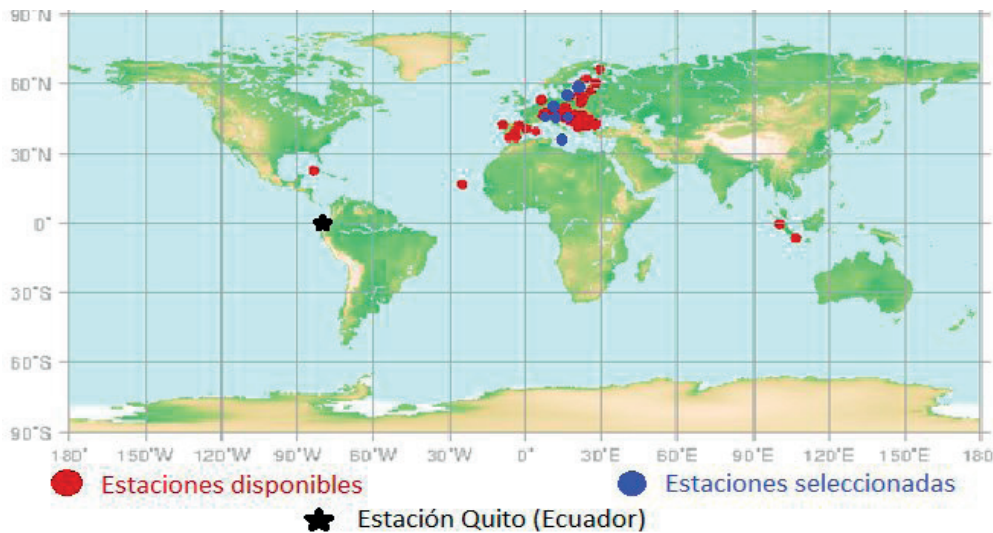 90°N
60°N
30°N
0°
30°S
60°S
90°S
180° 150°W 120°W 90°W 60°W 30°W 0° 30°E 60°E 90°E 120°E 150°E 180
Estaciones disponibles
Estaciones seleccionadas
Estación Quito (Ecuador)